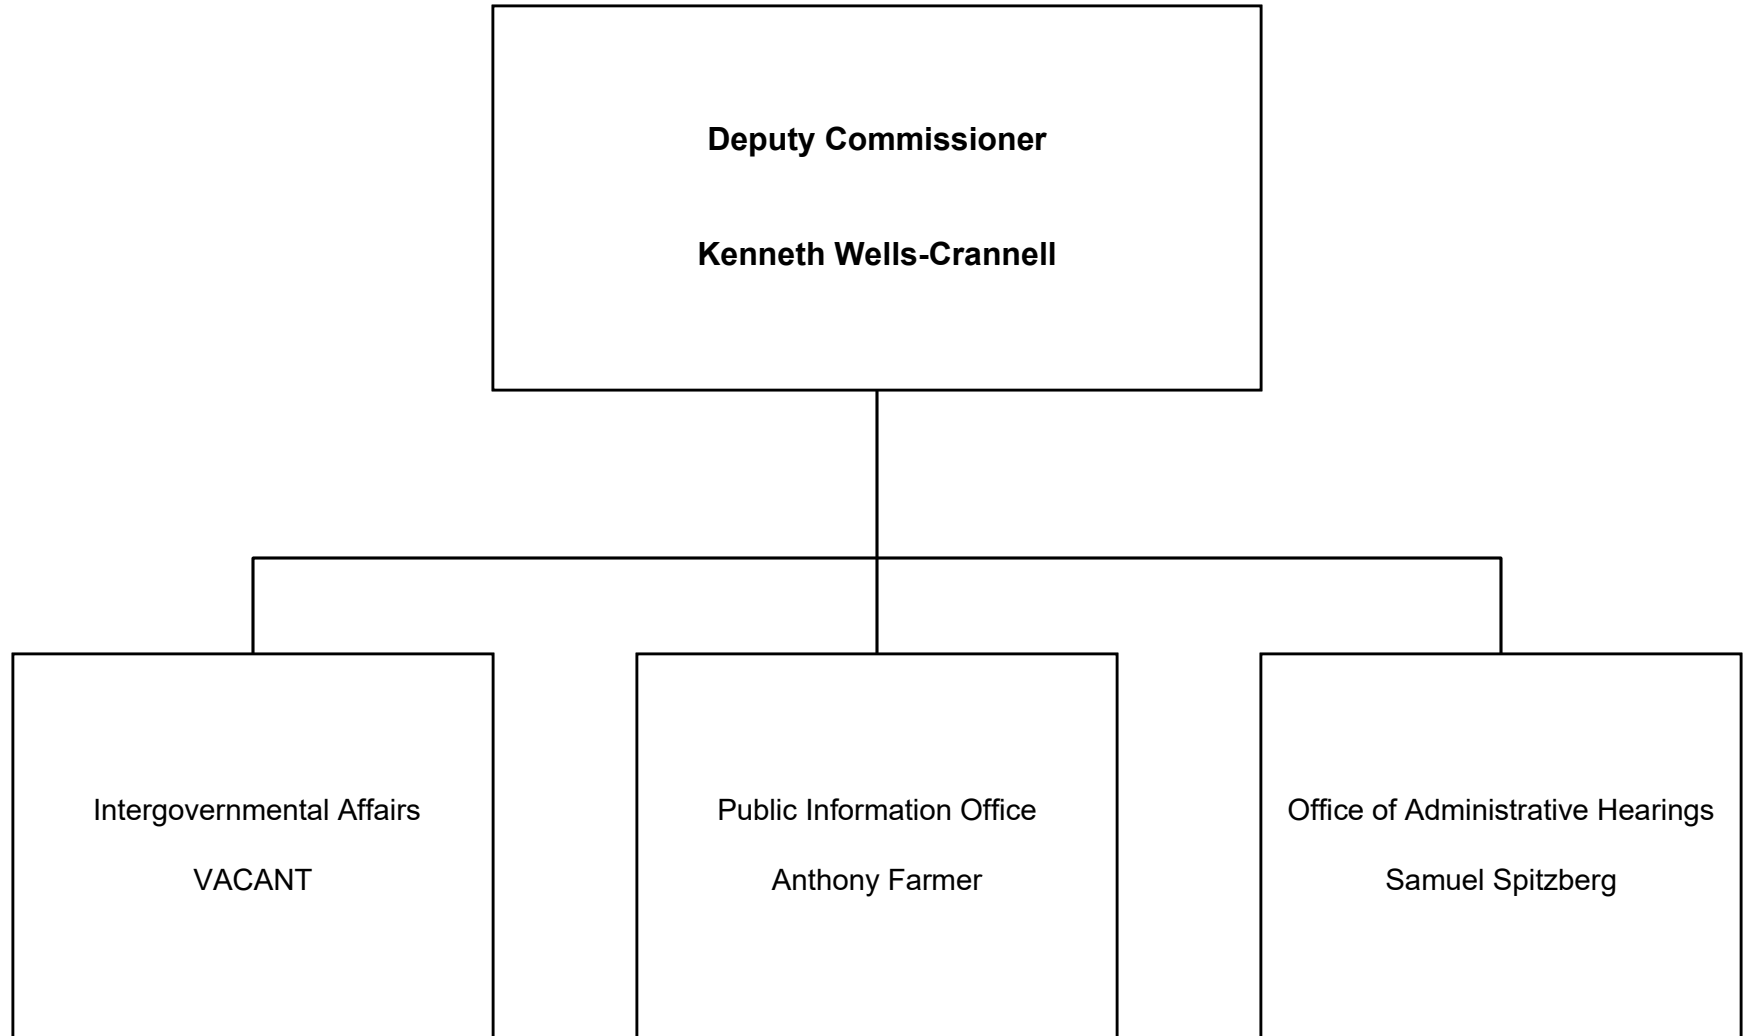 Deputy Commissioner
Kenneth Wells-Crannell
Intergovernmental Affairs
VACANT
Public Information Office
Anthony Farmer
Office of Administrative Hearings
Samuel Spitzberg